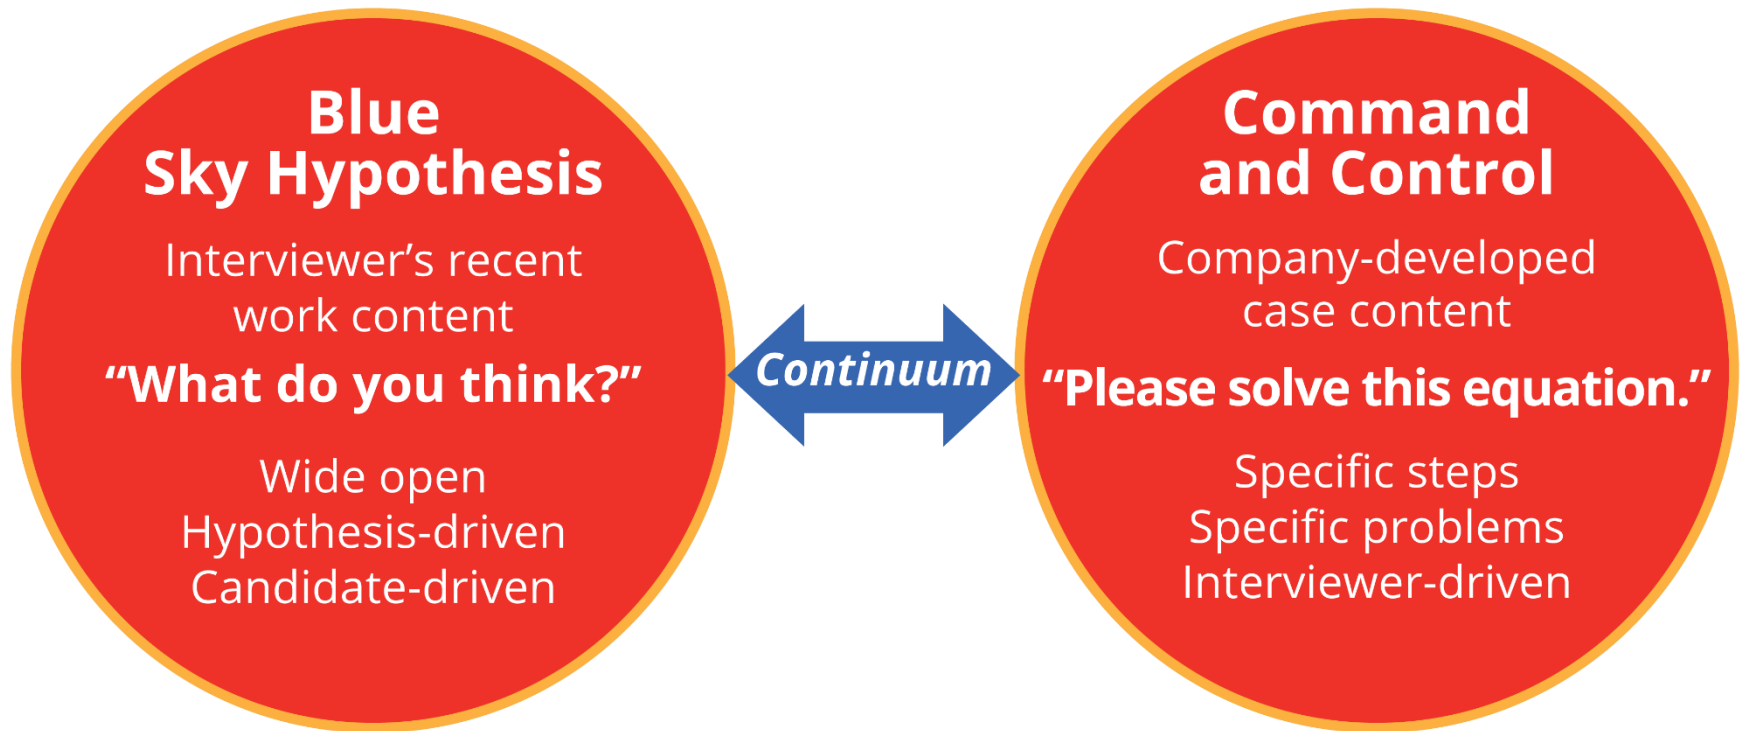 Blue
Sky Hypothesis
Interviewer’s recent
work content
“What do you think?”
Wide open
Hypothesis-driven
Candidate-driven
Continuum
Command
and Control
Company-developed
case content
“Please solve this equation.”
Specific steps
Specific problems
Interviewer-driven